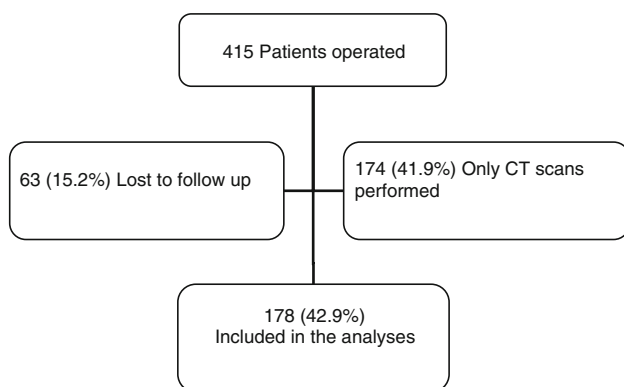 415 Patients operated
63 (15.2%) Lost to follow up
174 (41.9%) Only CT scans
performed
178 (42.9%)
Included in the analyses